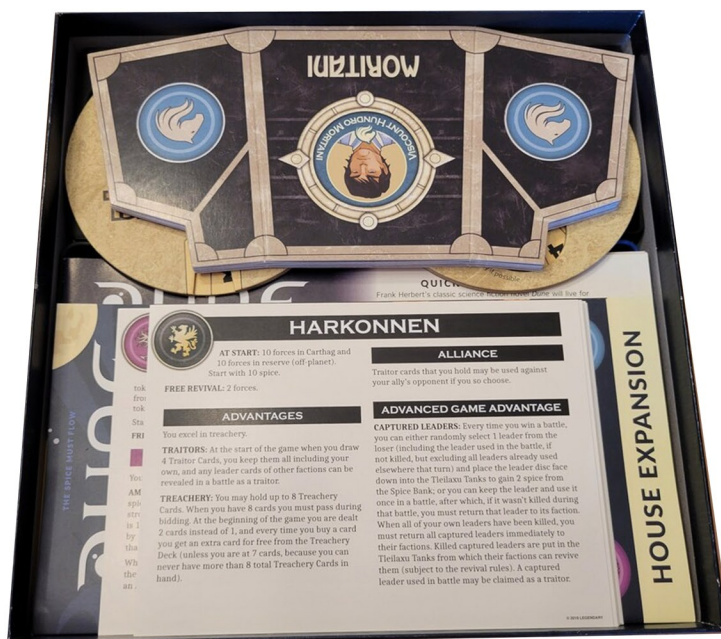 MORITANI
VISCOUNT HUNDRO MORITANI
DUNE
QUICK
Frank Herbert's classic science fiction novel Dune will live for
THE SPICE MUST FLOW
HOUSE EXPANSION
HARKONNEN
AT START: 10 forces in Carthag and
10 forces in reserve (off-planet).
Start with 10 spice.
FREE REVIVAL: 2 forces.
ADVANTAGES
You excel in treachery.
TRAITORS: At the start of the game when you draw
4 Traitor Cards, you keep them all including your
own, and any leader cards of other factions can be
revealed in a battle as a traitor.
TREACHERY: You may hold up to 8 Treachery
Cards. When you have 8 cards you must pass during
bidding. At the beginning of the game you are dealt
2 cards instead of 1, and every time you buy a card
you get an extra card for free from the Treachery
Deck (unless you are at 7 cards, because you can
never have more than 8 total Treachery Cards in
hand).
ALLIANCE
Traitor cards that you hold may be used against
your ally's opponent if you so choose.
ADVANCED GAME ADVANTAGE
CAPTURED LEADERS: Every time you win a battle,
you can either randomly select 1 leader from the
loser (including the leader used in the battle, if
not killed, but excluding all leaders already used
elsewhere that turn) and place the leader disc face
down into the Tleilaxu Tanks to gain 2 spice from
the Spice Bank; or you can keep the leader and use it
once in a battle, after which, if it wasn't killed during
that battle, you must return that leader to its faction.
When all of your own leaders have been killed, you
must return all captured leaders immediately to
their factions. Killed captured leaders are put in the
Tleilaxu Tanks from which their factions can revive
them (subject to the revival rules). A captured
leader used in battle may be claimed as a traitor.